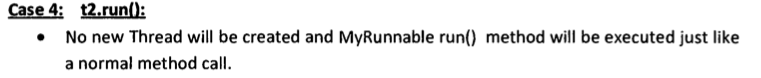 Case 4: t2.run():
• No new Thread will be created and MyRunnable run() method will be executed just like
a normal method call.